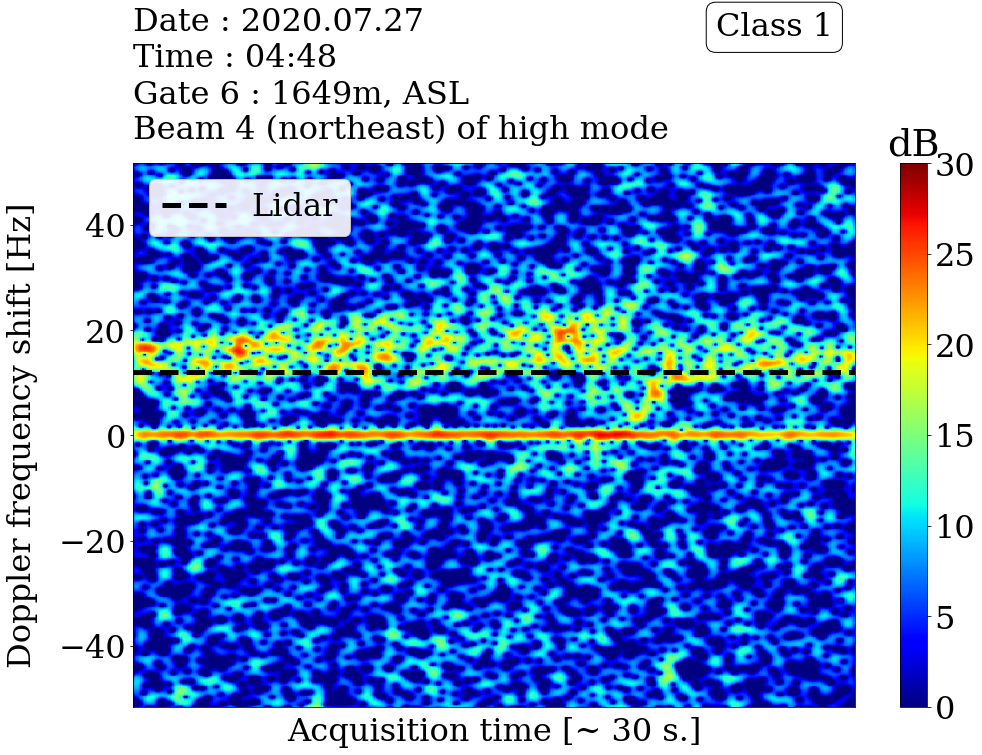 Date : 2020.07.27
Time : 04:48
Gate 6 : 1649m, ASL
Beam 4 (northeast) of high mode
Class 1
dB
Lidar
Doppler frequency shift [Hz]
40
20
0
−20
−40
30
25
20
15
10
5
0
Acquisition time [~ 30 s.]